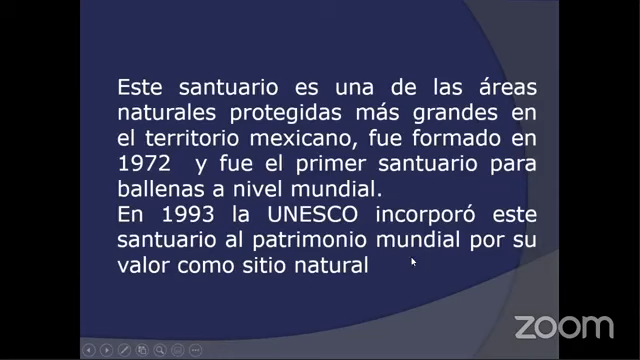 Este santuario es una de las áreas
naturales protegidas más grandes en
el territorio mexicano, fue formado en
1972 y fue el primer santuario para
ballenas a nivel mundial.
En 1993 la UNESCO incorporó este
santuario al patrimonio mundial por su
valor como sitio natural
zoom